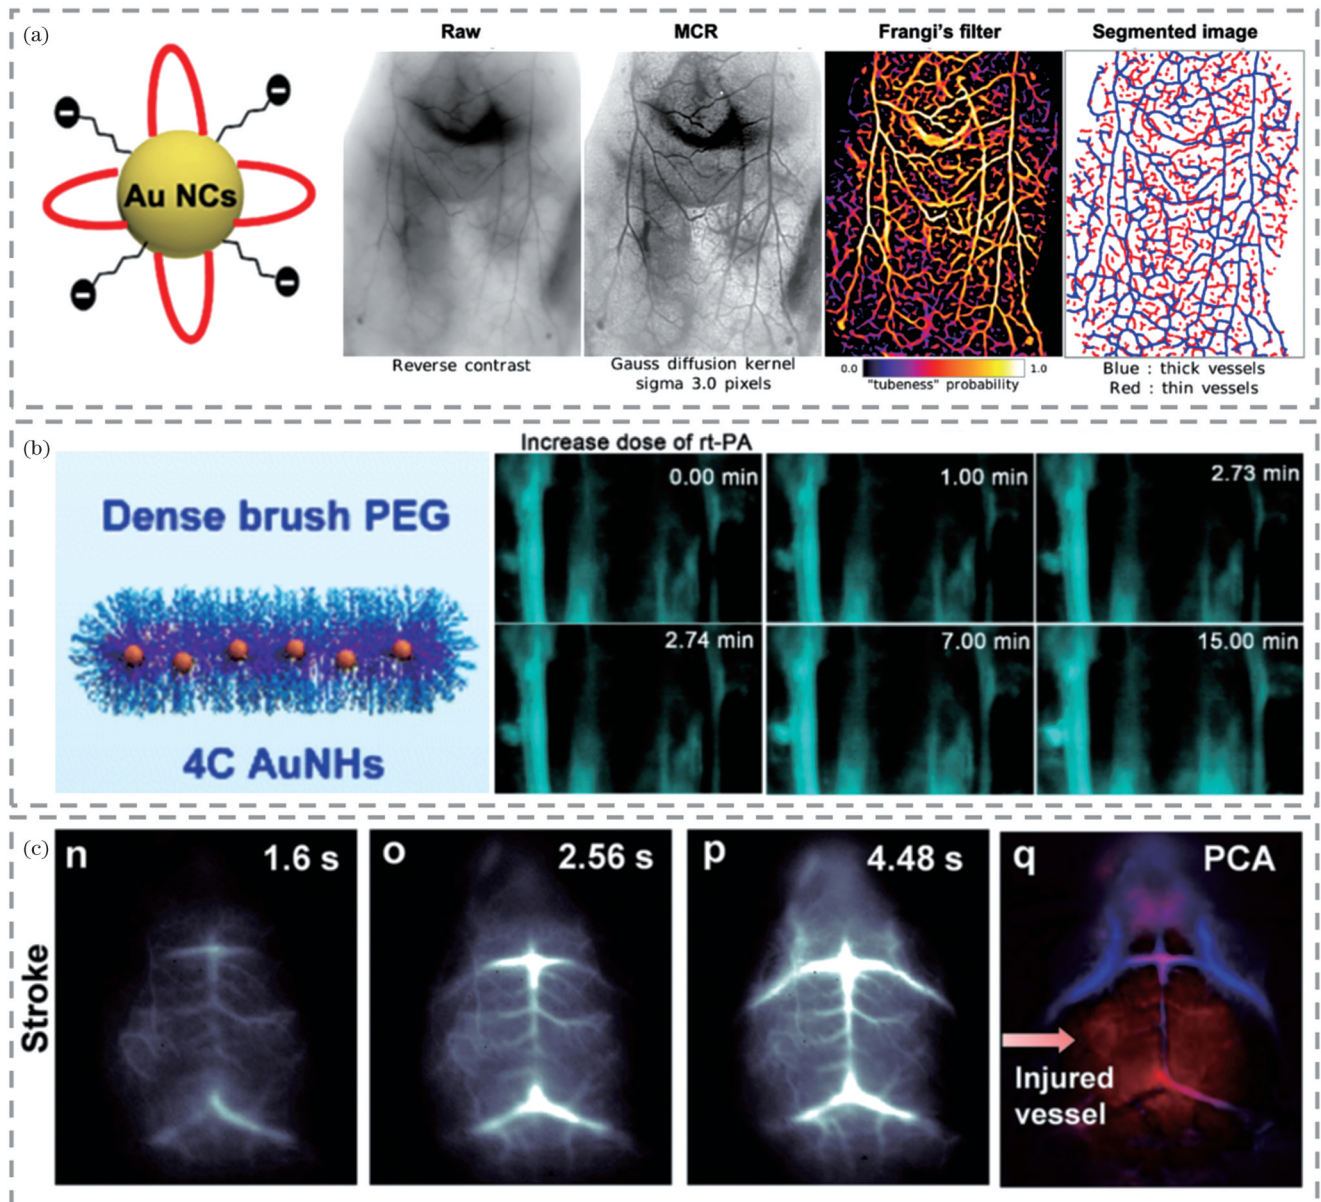 (a)
Raw
MCR
Frangi's filter
Segmented image
Au NCs
Reverse contrast
Gauss diffusion kernel
sigma 3.0 pixels
0.0
1.0
"tubeness" probability
Blue : thick vessels
Red : thin vessels
(b)
Increase dose of rt-PA
Dense brush PEG
4C AuNHs
0.00 min
1.00 min
2.73 min
2.74 min
7.00 min
15.00 min
(c)
Stroke
n
1.6 s
o
2.56 s
p
4.48 s
q
PCA
Injured
vessel